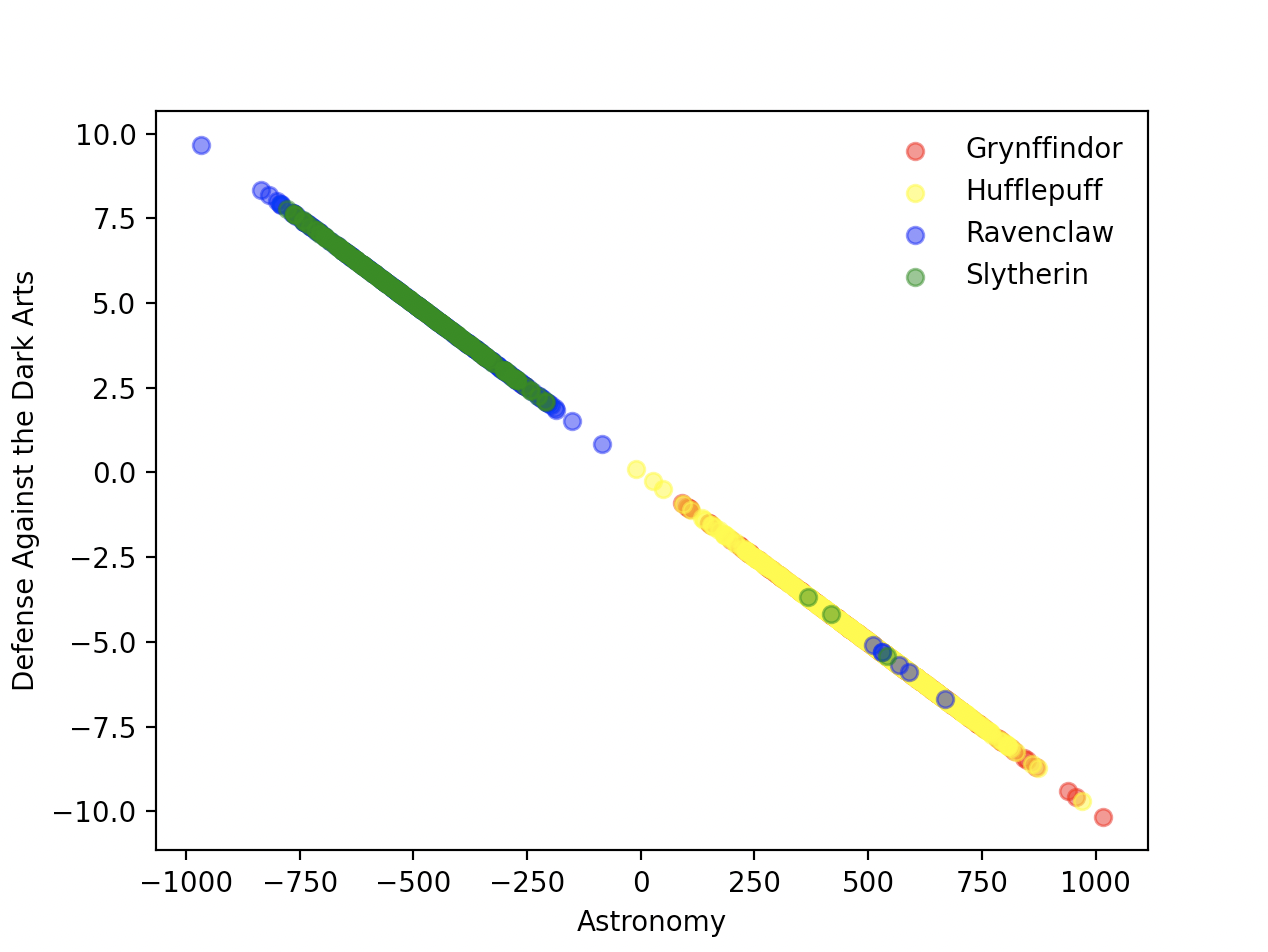 10.0
7.5
5.0
2.5
0.0
−2.5
−5.0
−7.5
−10.0
Defense Against the Dark Arts
Grynffindor
Hufflepuff
Ravenclaw
Slytherin
−1000 −750 −500 −250 0 250 500 750 1000
Astronomy